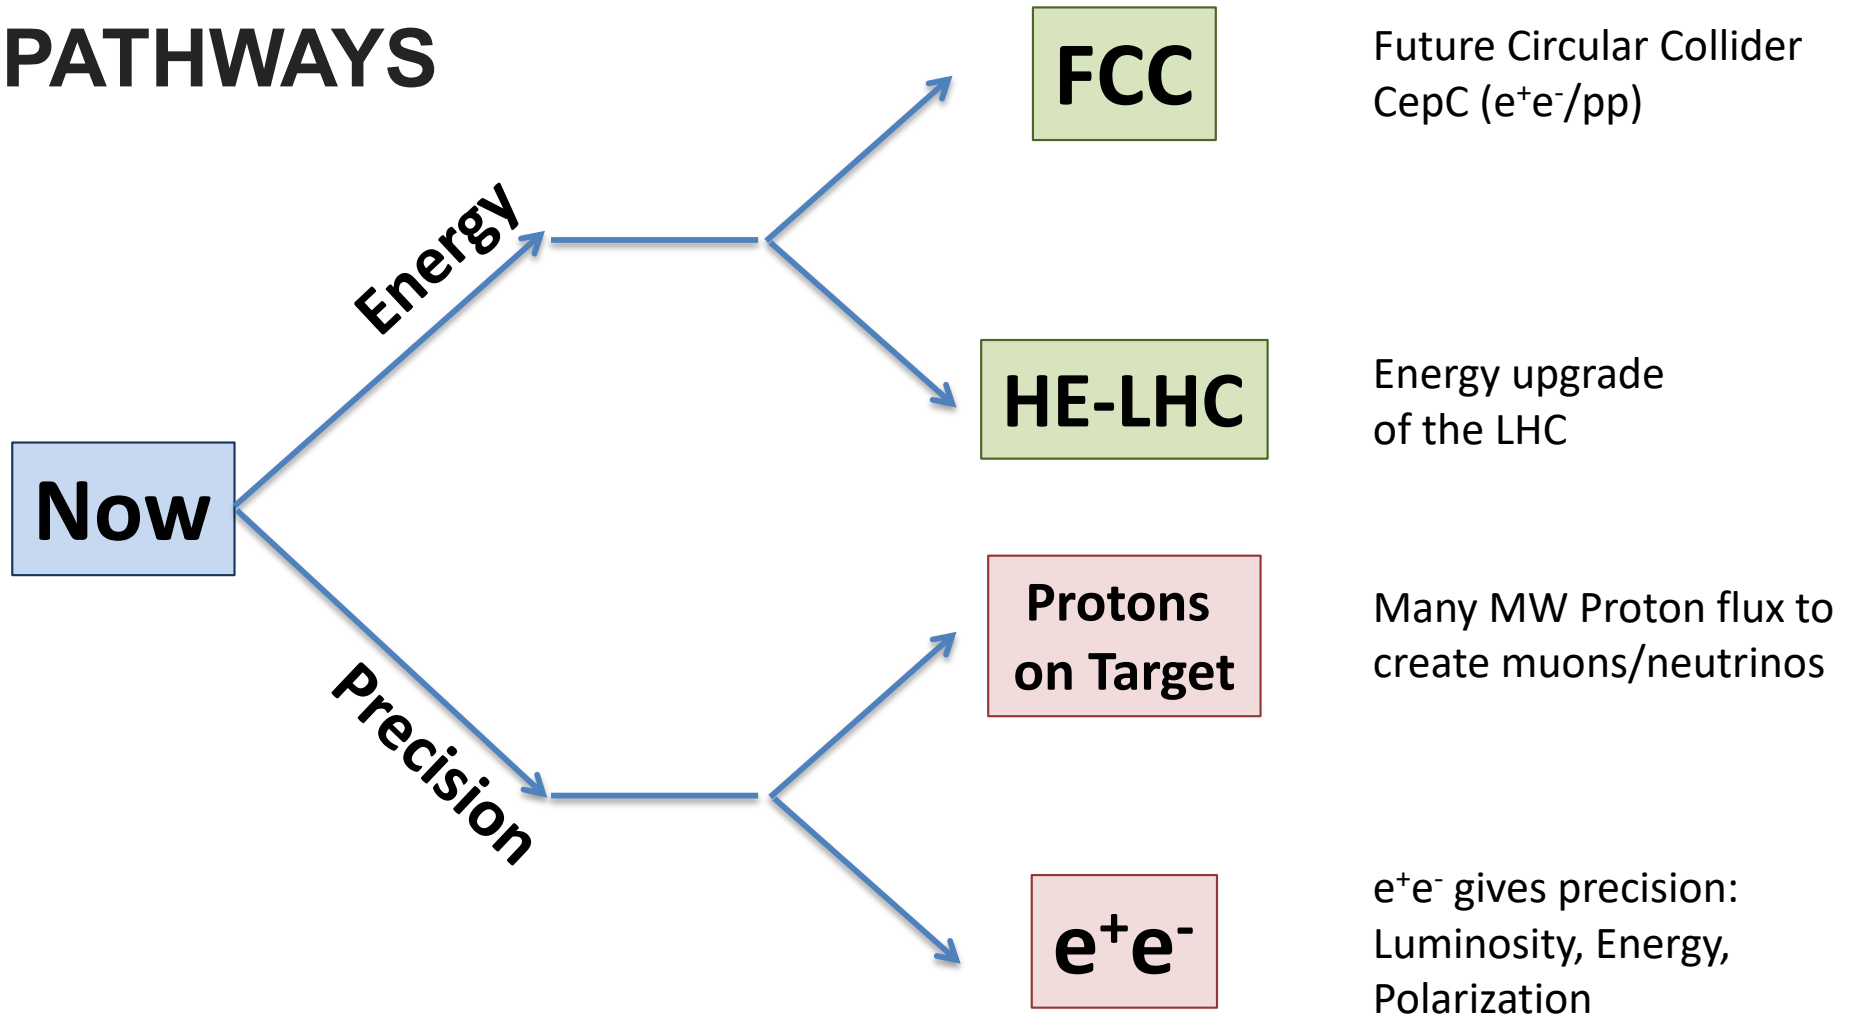 PATHWAYS
FCC
Future Circular Collider
CepC (e⁺e⁻/pp)
Energy
HE-LHC
Energy upgrade
of the LHC
Now
Protons
on Target
Many MW Proton flux to
create muons/neutrinos
Precision
e⁺e⁻
e⁺e⁻ gives precision:
Luminosity, Energy,
Polarization